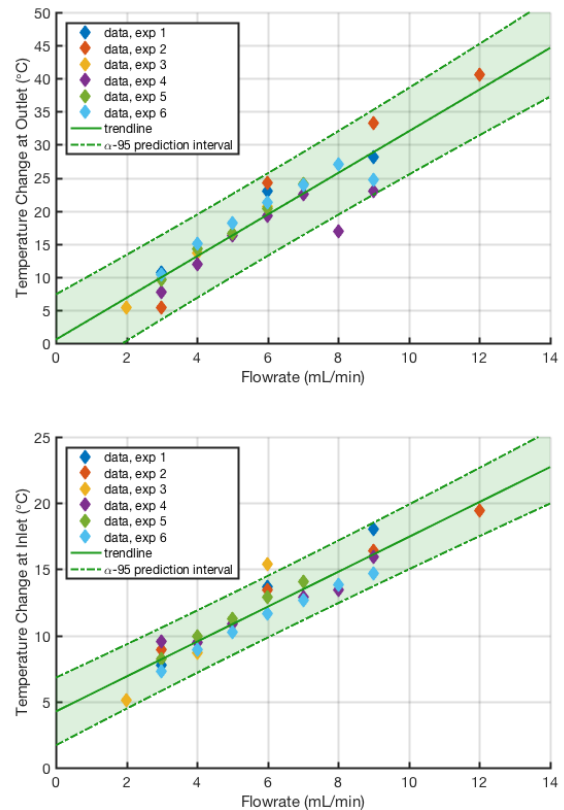 50
45
40
35
30
25
20
15
10
5
0
Temperature Change at Outlet (°C)
data, exp 1
data, exp 2
data, exp 3
data, exp 4
data, exp 5
data, exp 6
trendline
α-95 prediction interval
0 2 4 6 8 10 12 14
Flowrate (mL/min)
25
20
15
10
5
0
Temperature Change at Inlet (°C)
data, exp 1
data, exp 2
data, exp 3
data, exp 4
data, exp 5
data, exp 6
trendline
α-95 prediction interval
0 2 4 6 8 10 12 14
Flowrate (mL/min)